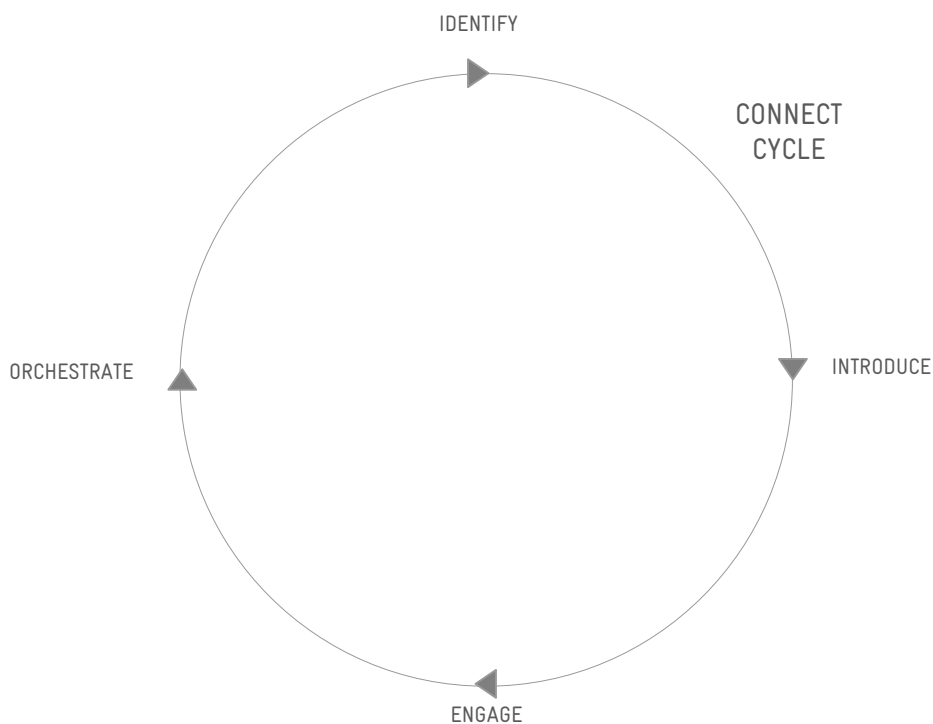 IDENTIFY
CONNECT
CYCLE
ORCHESTRATE
INTRODUCE
ENGAGE